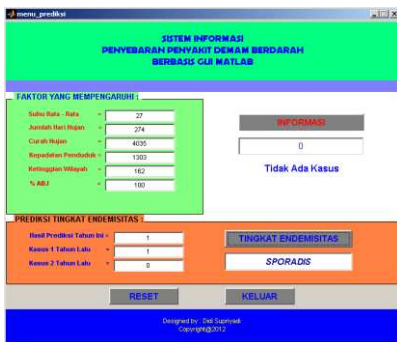 menu_prediksi
SISTEM INFORMASI
PENYEBARAN PENYAKIT DEMAM BERDARAH
BERBASIS GUI MATLAB
FAKTOR YANG MEMPENGARUHI :
Suhu Rata - Rata = 27
Jumlah Hari Hujan = 274
Curah Hujan = 4035
Kepadatan Penduduk = 1303
Ketinggian Wilayah = 162
% ABJ = 100
INFORMASI
0
Tidak Ada Kasus
PREDIKSI TINGKAT ENDEMISITAS :
Hasil Prediksi Tahun Ini = 1
Kasus 1 Tahun Lalu = 1
Kasus 2 Tahun Lalu = 0
TINGKAT ENDEMISITAS
SPORADIS
RESET
KELUAR
Designed by : Didi Supriyadi
Copyright@2012